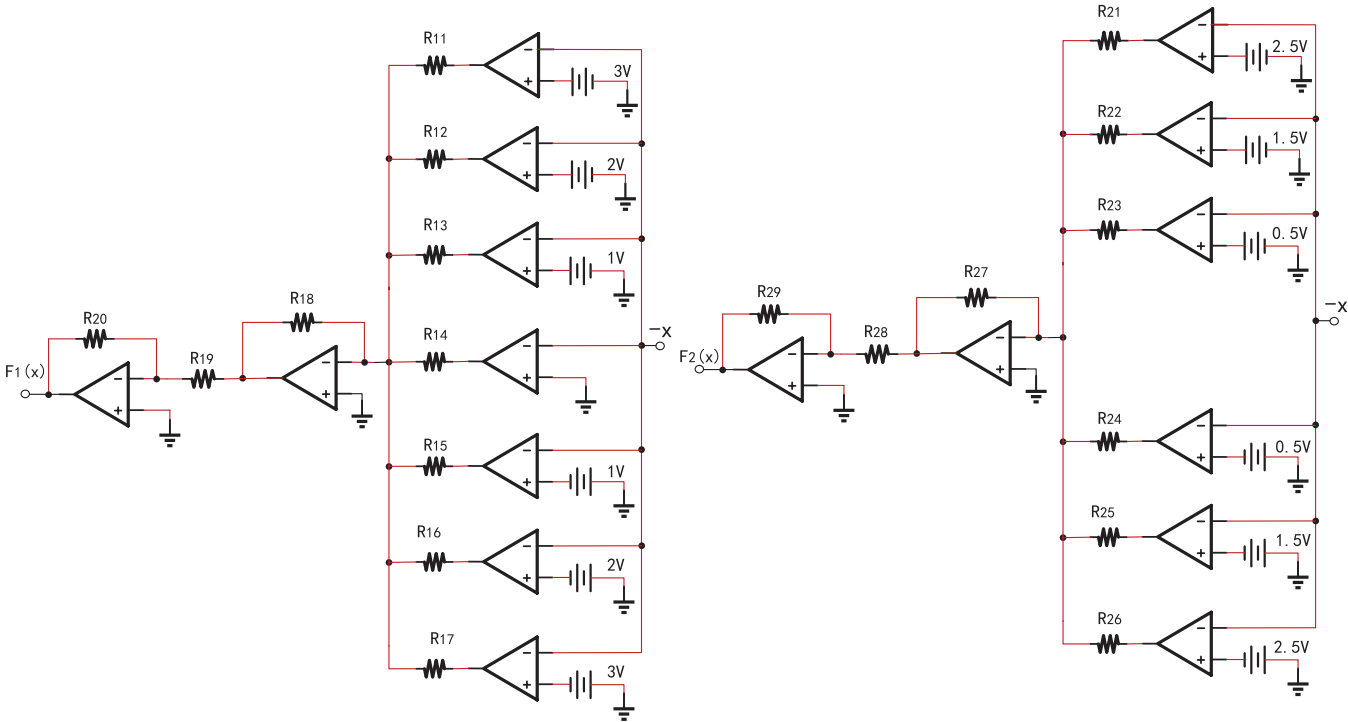 R11
3V
R12
2V
R13
1V
R18
R20
R19
R14
−x
F1(x)
R15
1V
R16
2V
R17
3V
R21
2.5V
R22
1.5V
R23
0.5V
R27
R29
R28
−x
F2(x)
R24
0.5V
R25
1.5V
R26
2.5V